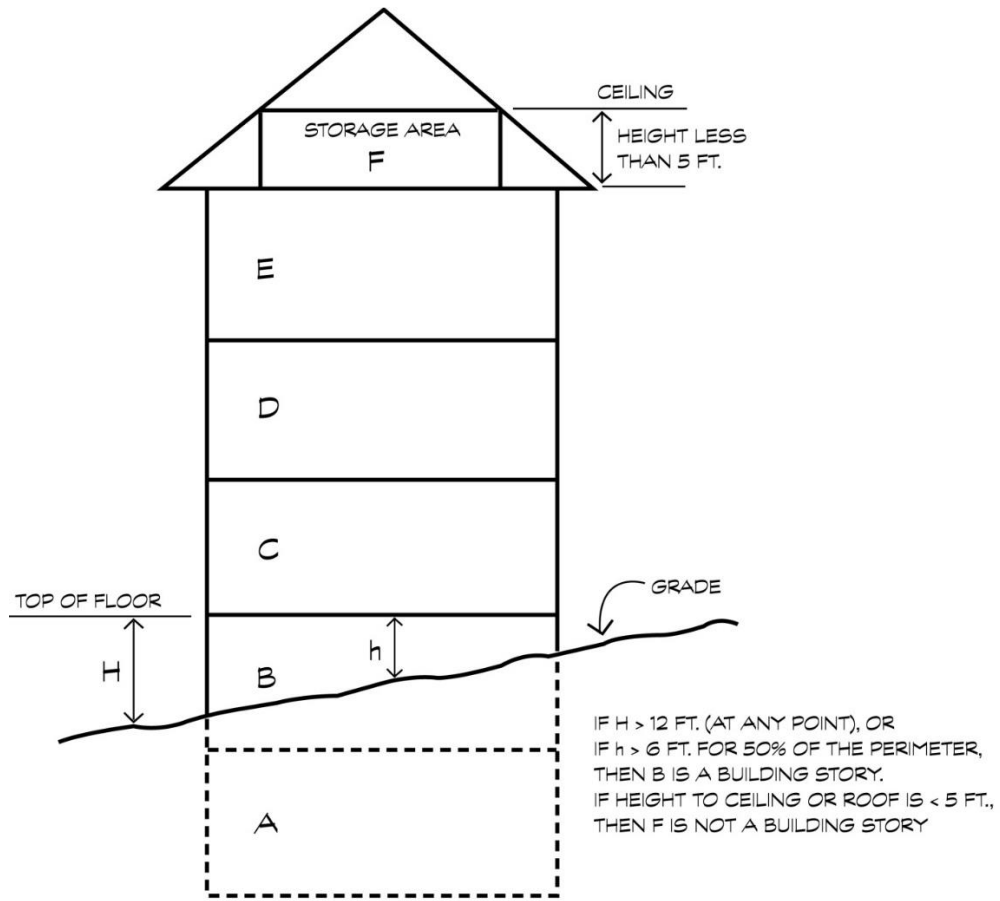 CEILING
STORAGE AREA
F
HEIGHT LESS
THAN 5 FT.
E
D
C
TOP OF FLOOR
GRADE
H
h
B
IF H > 12 FT. (AT ANY POINT), OR
IF h > 6 FT. FOR 50% OF THE PERIMETER,
THEN B IS A BUILDING STORY.
IF HEIGHT TO CEILING OR ROOF IS < 5 FT.,
THEN F IS NOT A BUILDING STORY
A